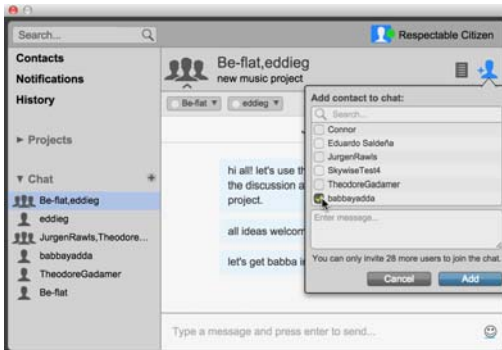 Search...
Respectable Citizen
Contacts
Notifications
History
Projects
Chat
Be-flat,eddieg
eddieg
JurgenRawls,Theodore...
babbayadda
TheodoreGadamer
Be-flat
Be-flat,eddieg
new music project
Be-flat
eddieg
hi all! let's use th
the discussion a
project.
all ideas welcom
let's get babba i
Type a message and press enter to send...
Add contact to chat:
Search...
Connor
Eduardo Saldeña
JurgenRawls
SkywiseTest4
TheodoreGadamer
babbayadda
Enter message...
You can only invite 28 more users to join the chat.
Cancel
Add